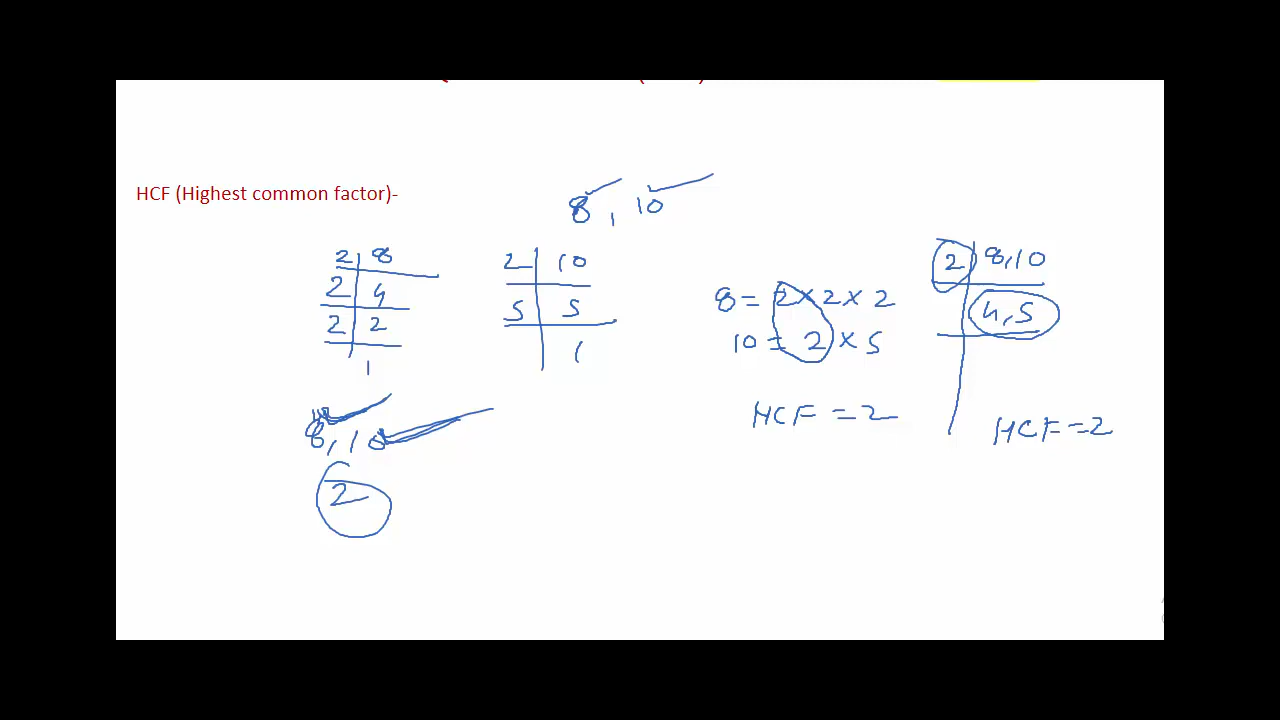 HCF (Highest common factor)-
8, 10
2 8
2 4
2 2
1
2 10
5 5
1
8 = 2 × 2 × 2
10 = 2 × 5
HCF = 2
2 8,10
4,5
HCF = 2
8, 10
2